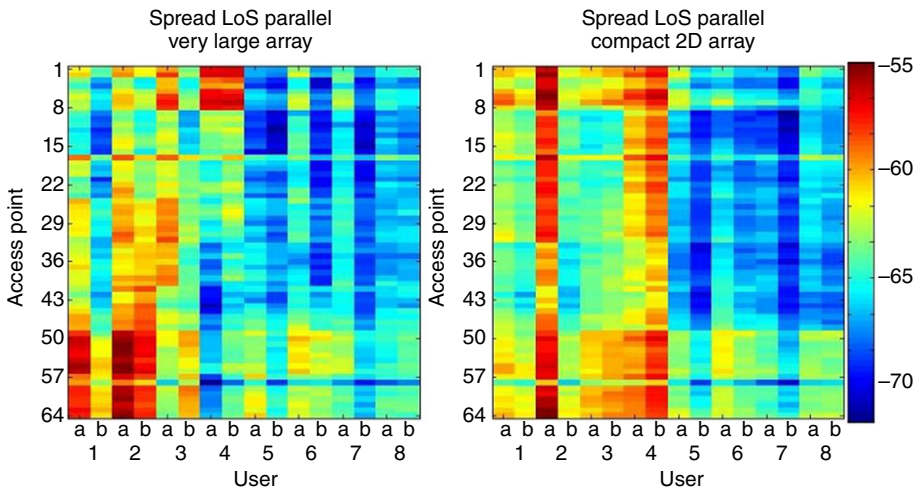 Spread LoS parallel
very large array
Access point
1
8
15
22
29
36
43
50
57
64
a b a b a b a b a b a b a b a b
1 2 3 4 5 6 7 8
User
Spread LoS parallel
compact 2D array
Access point
1
8
15
22
29
36
43
50
57
64
a b a b a b a b a b a b a b a b
1 2 3 4 5 6 7 8
User
−55
−60
−65
−70